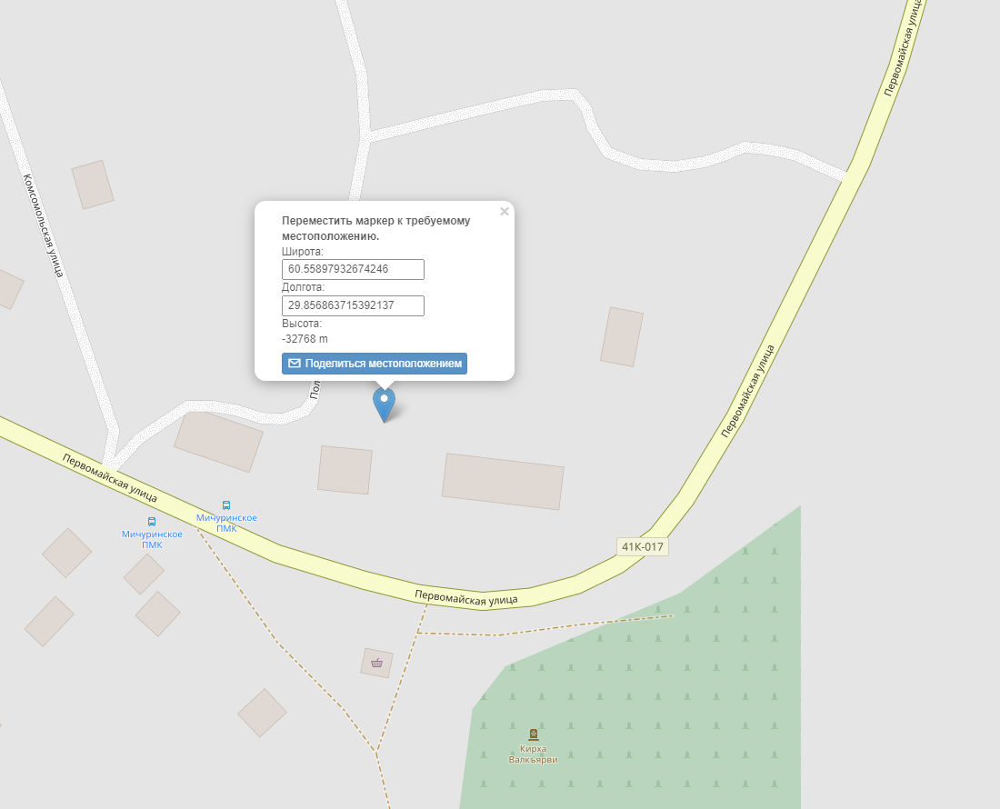 Первомайская улица
Комсомольская улица
×
Переместить маркер к требуемому
местоположению.
Широта:
60.55897932674246
Долгота:
29.856863715392137
Высота:
-32768 m
Поделиться местоположением
Пол
Первомайская улица
Первомайская улица
Мичуринское
ПМК
Мичуринское
ПМК
41К-017
Первомайская улица
Кирха
Валкъярви